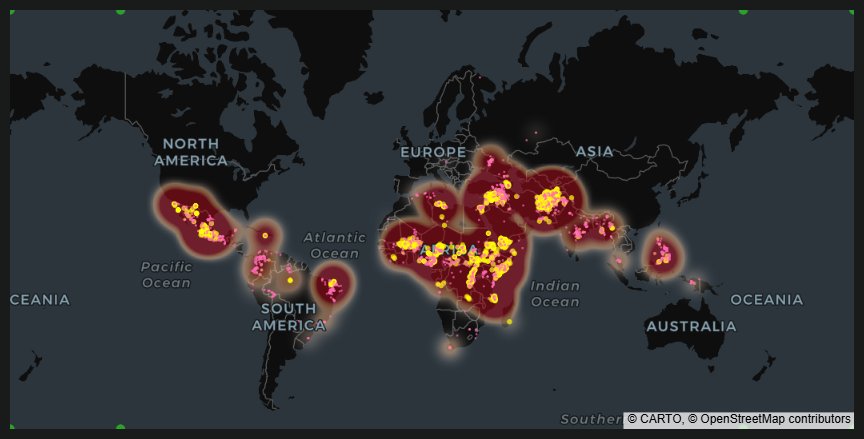 NORTH
AMERICA
EUROPE
ASIA
Atlantic
Ocean
AFRICA
Pacific
Ocean
Indian
Ocean
CEANIA
OCEANIA
SOUTH
AMERICA
AUSTRALIA
Southern
© CARTO, © OpenStreetMap contributors